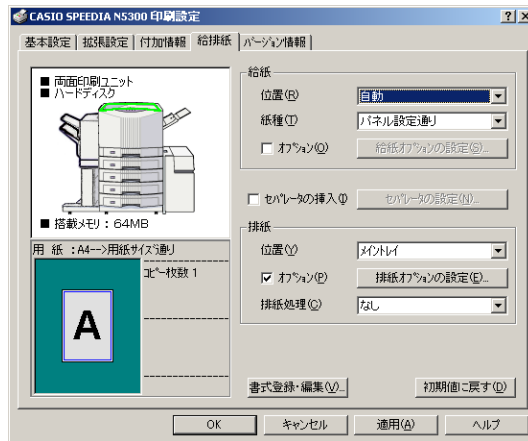 CASIO SPEEDIA N5300 印刷設定
基本設定 拡張設定 付加情報 給排紙 バージョン情報
■ 両面印刷ユニット
■ ハードディスク
■ 搭載メモリ：64MB
用 紙 ：A4-->用紙サイズ通り
コピー枚数 1
A
給紙
位置(R) 自動
紙種(T) パネル設定通り
オプション(O) 給紙オプションの設定(S)...
セパレータの挿入(I) セパレータの設定(N)...
排紙
位置(Y) メイントレイ
オプション(P) 排紙オプションの設定(E)...
排紙処理(C) なし
書式登録・編集(V)... 初期値に戻す(D)
OK キャンセル 適用(A) ヘルプ